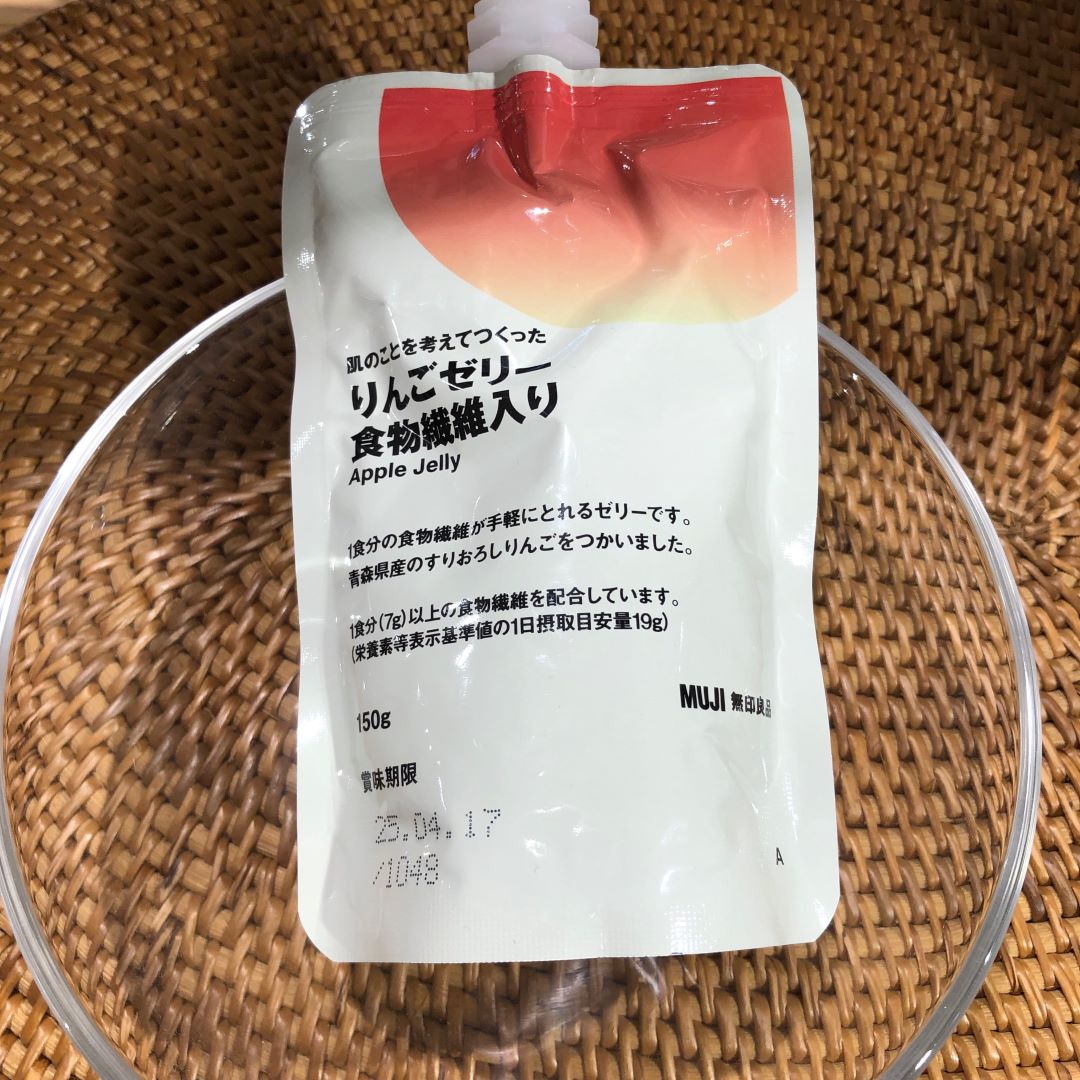 肌のことを考えてつくった
りんごゼリー
食物繊維入り
Apple Jelly
1食分の食物繊維が手軽にとれるゼリーです。
青森県産のすりおろしりんごをつかいました。
1食分(7g)以上の食物繊維を配合しています。
(栄養素等表示基準値の1日摂取目安量19g)
MUJI 無印良品
150g
賞味期限
25.04.17
/1048
A